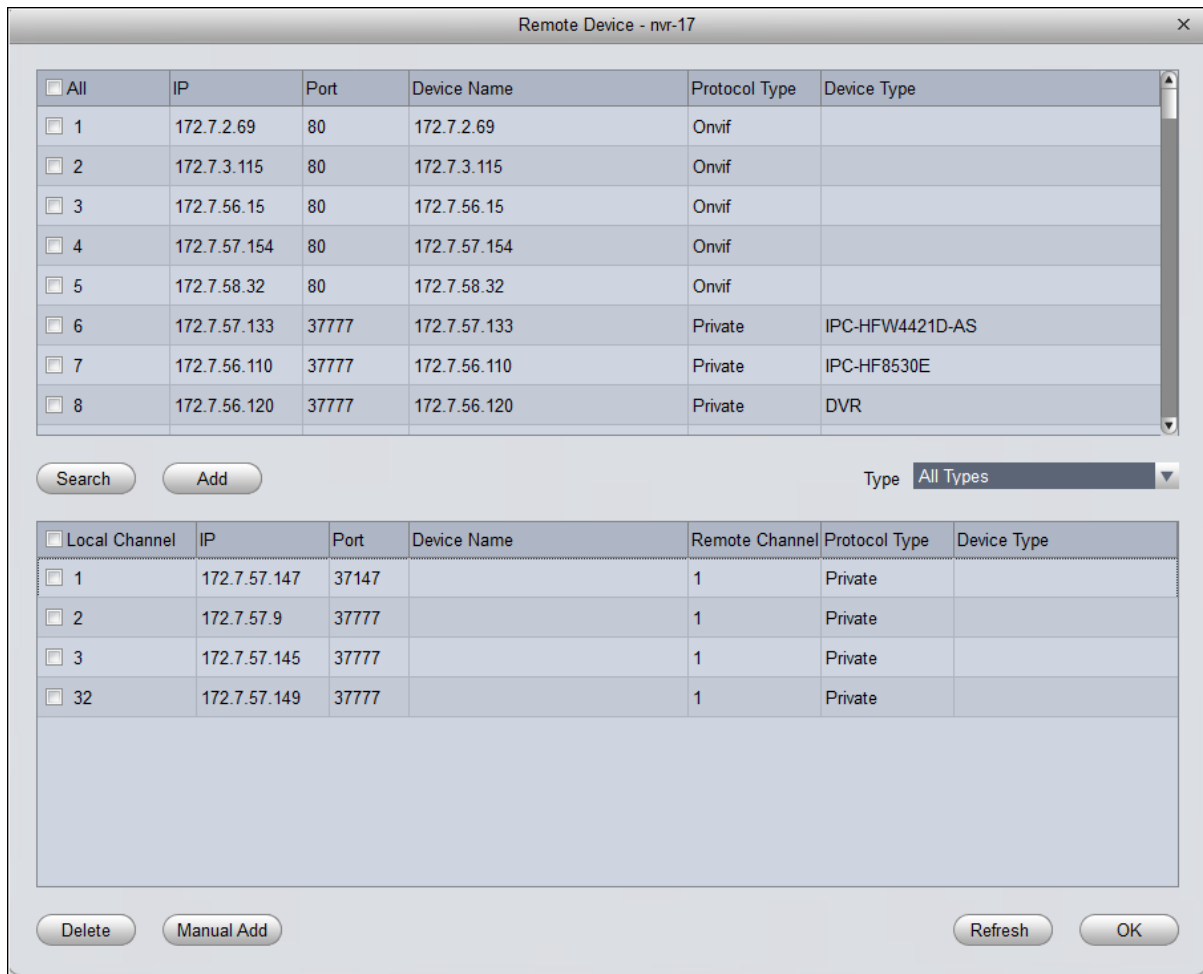 Remote Device - nvr-17
All IP Port Device Name Protocol Type Device Type
1 172.7.2.69 80 172.7.2.69 Onvif
2 172.7.3.115 80 172.7.3.115 Onvif
3 172.7.56.15 80 172.7.56.15 Onvif
4 172.7.57.154 80 172.7.57.154 Onvif
5 172.7.58.32 80 172.7.58.32 Onvif
6 172.7.57.133 37777 172.7.57.133 Private IPC-HFW4421D-AS
7 172.7.56.110 37777 172.7.56.110 Private IPC-HF8530E
8 172.7.56.120 37777 172.7.56.120 Private DVR
Search Add Type All Types
Local Channel IP Port Device Name Remote Channel Protocol Type Device Type
1 172.7.57.147 37147 1 Private
2 172.7.57.9 37777 1 Private
3 172.7.57.145 37777 1 Private
32 172.7.57.149 37777 1 Private
Delete Manual Add Refresh OK